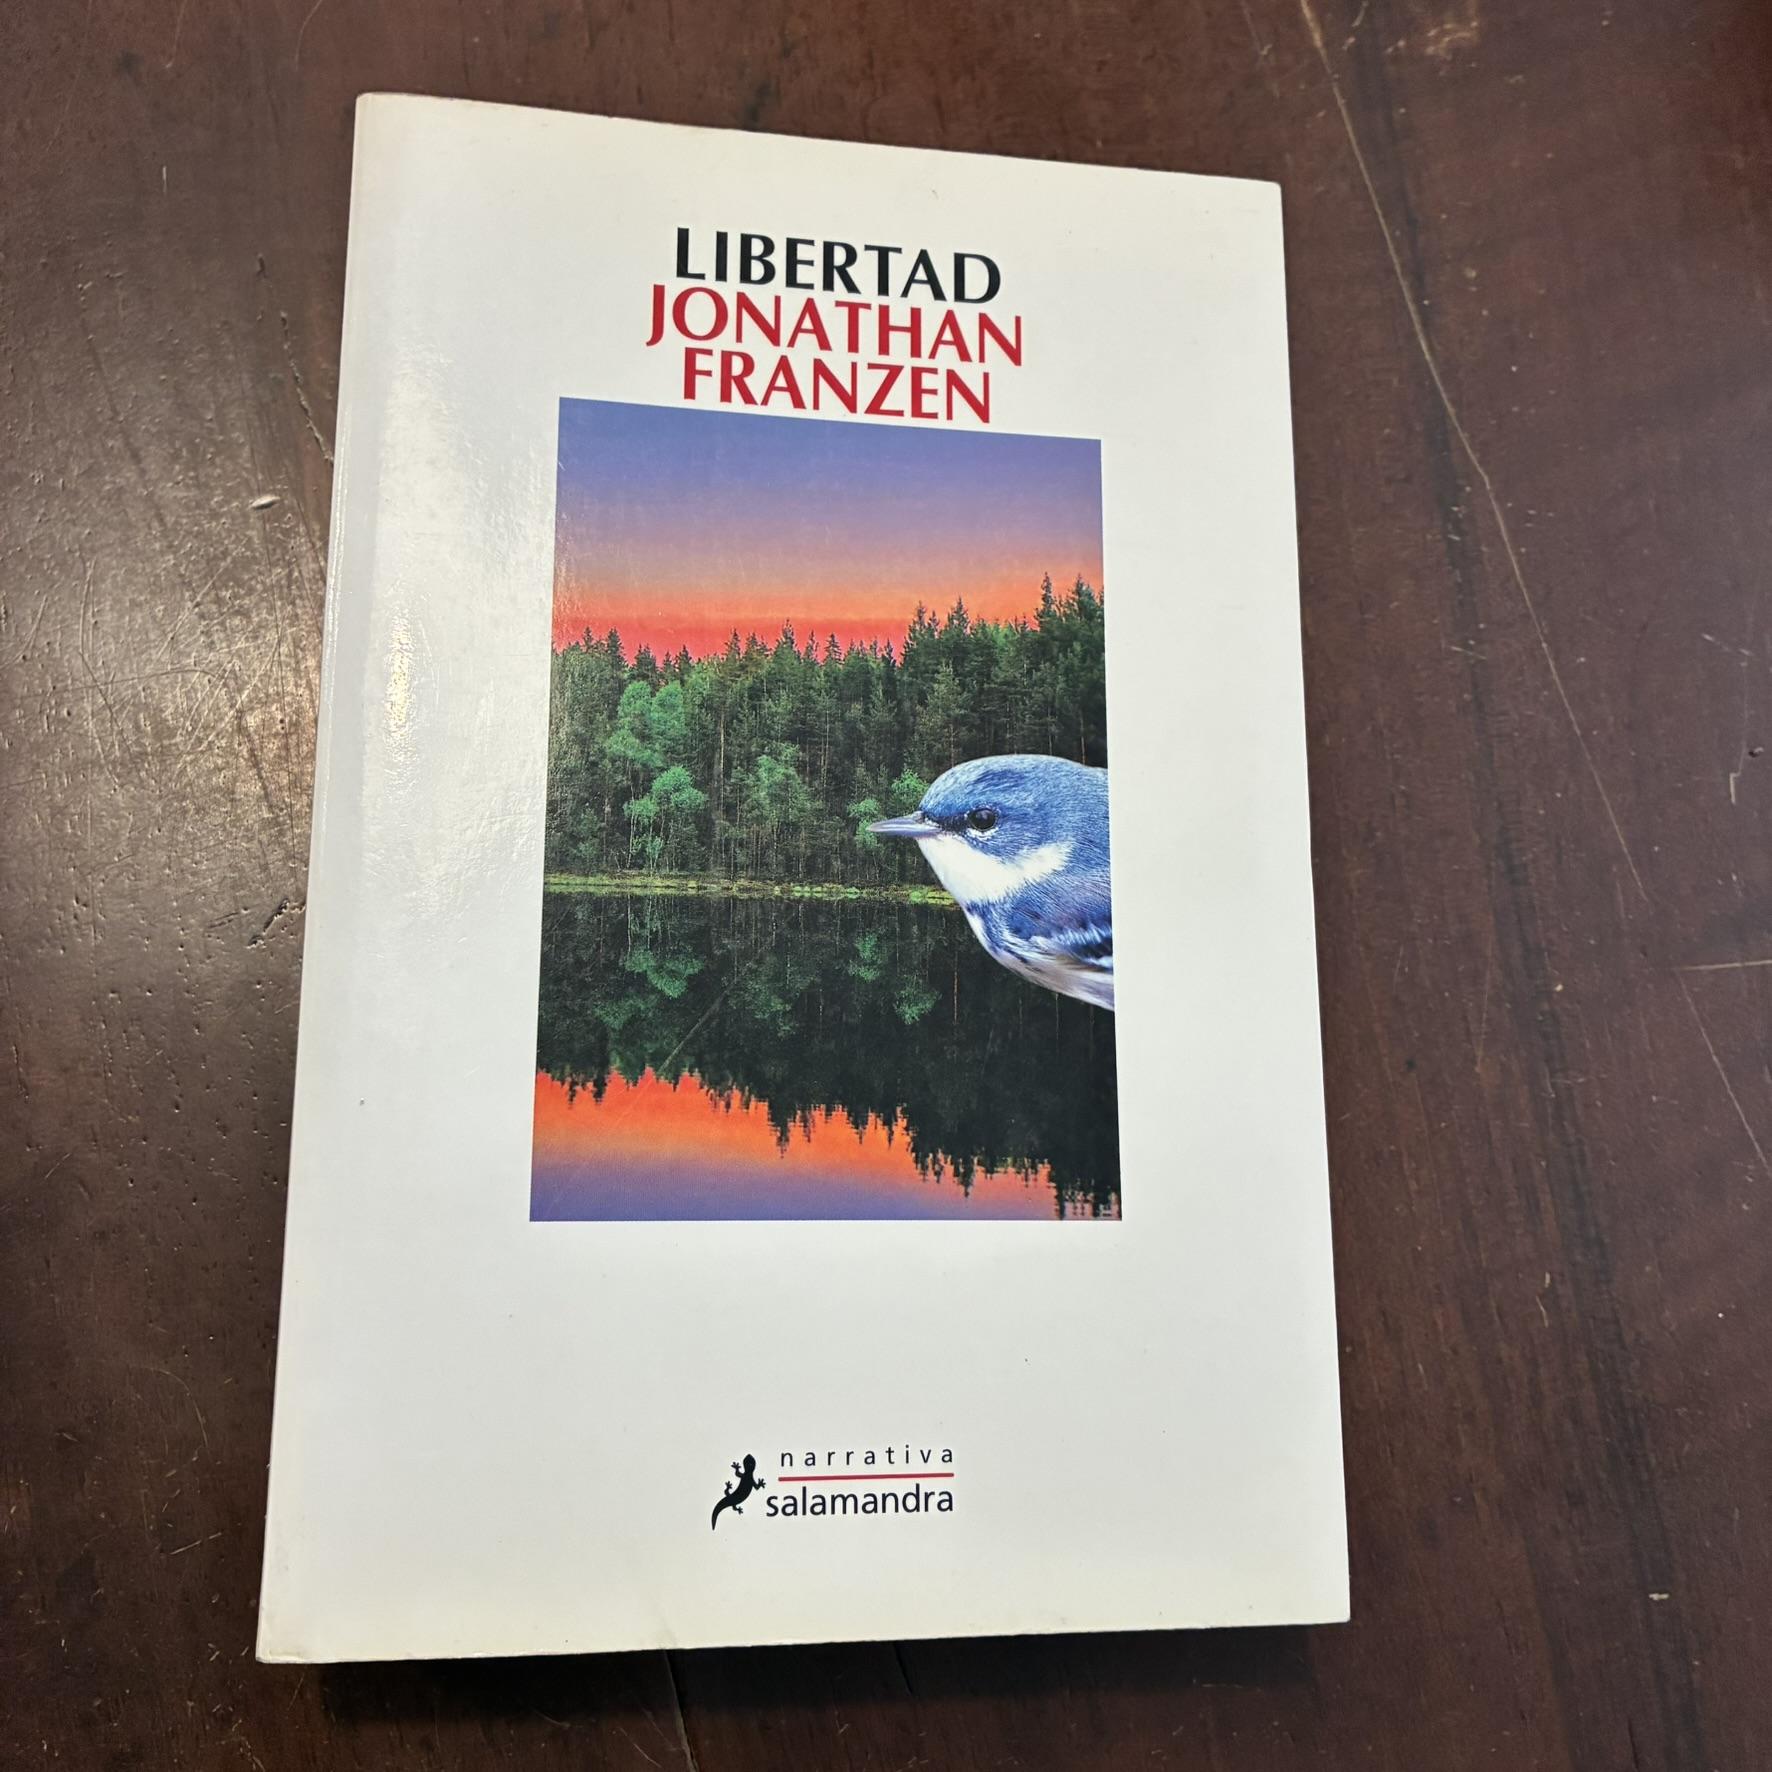 LIBERTAD
JONATHAN
FRANZEN
narrativa
salamandra